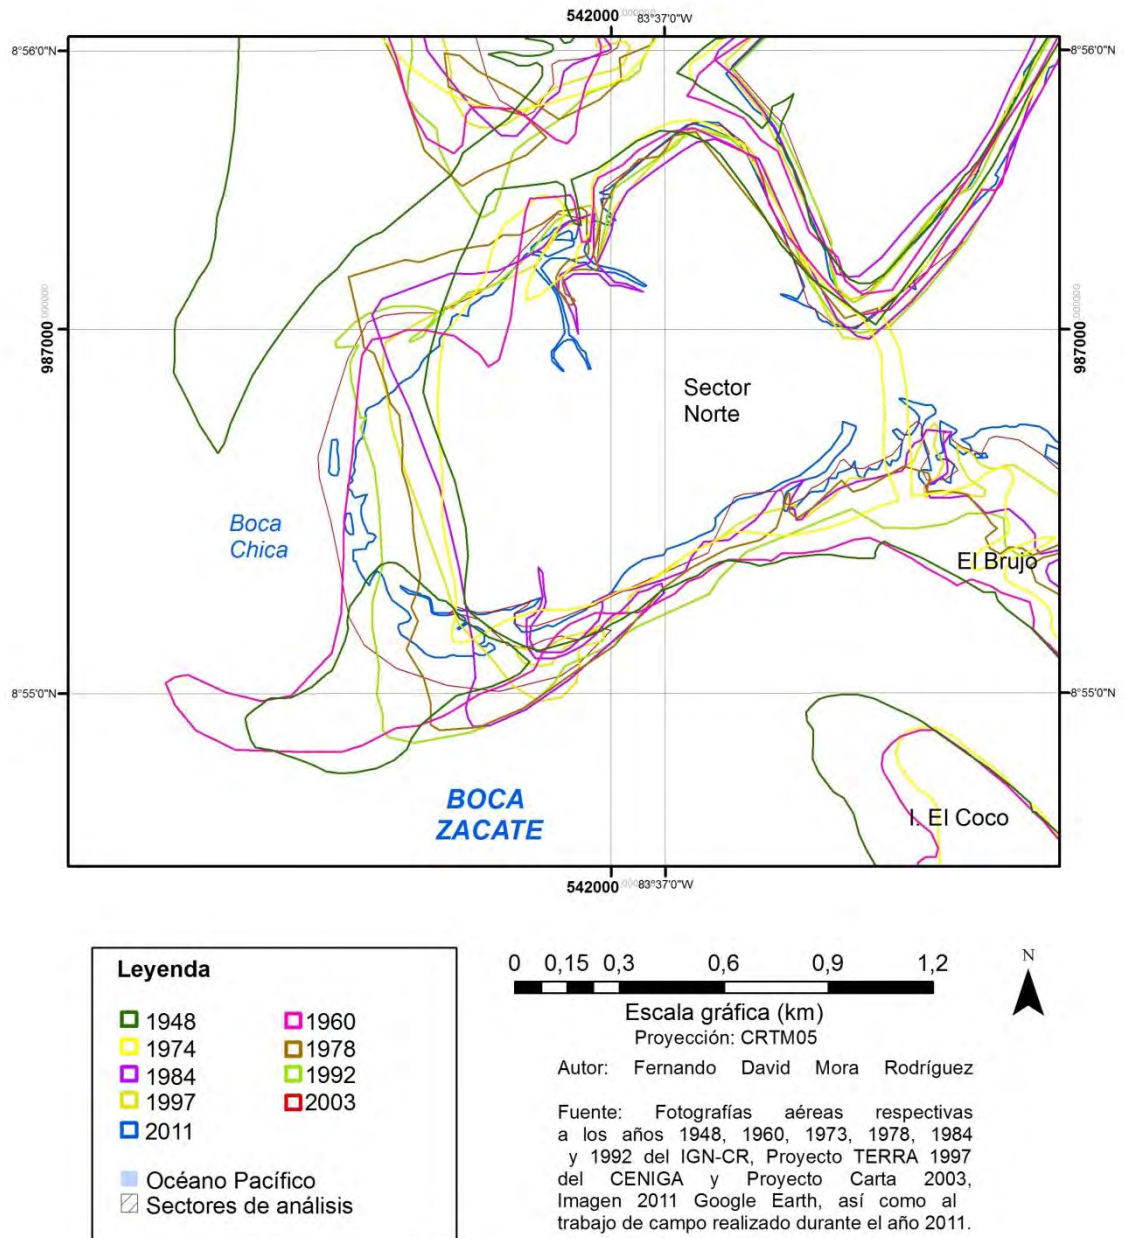 542000,000000
83°37'0"W
8°56'0"N
8°56'0"N
987000,000000
987000,000000
Sector
Norte
Boca
Chica
El Brujo
8°55'0"N
8°55'0"N
BOCA
ZACATE
I. El Coco
542000,000000
83°37'0"W
Leyenda
1948
1974
1984
1997
2011
1960
1978
1992
2003
Océano Pacífico
Sectores de análisis
0 0,15 0,3 0,6 0,9 1,2
Escala gráfica (km)
Proyección: CRTM05
N
Autor: Fernando David Mora Rodríguez
Fuente: Fotografías aéreas respectivas
a los años 1948, 1960, 1973, 1978, 1984
y 1992 del IGN-CR, Proyecto TERRA 1997
del CENIGA y Proyecto Carta 2003,
Imagen 2011 Google Earth, así como al
trabajo de campo realizado durante el año 2011.